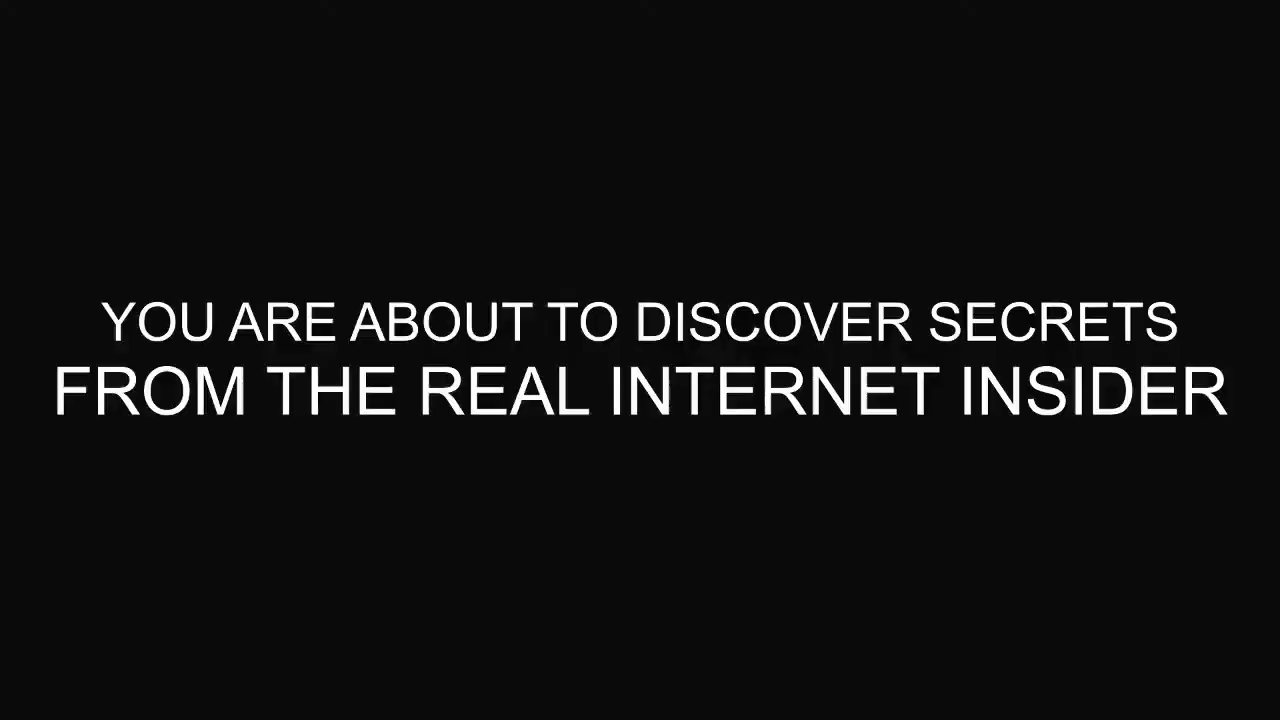 YOU ARE ABOUT TO DISCOVER SECRETS
FROM THE REAL INTERNET INSIDER